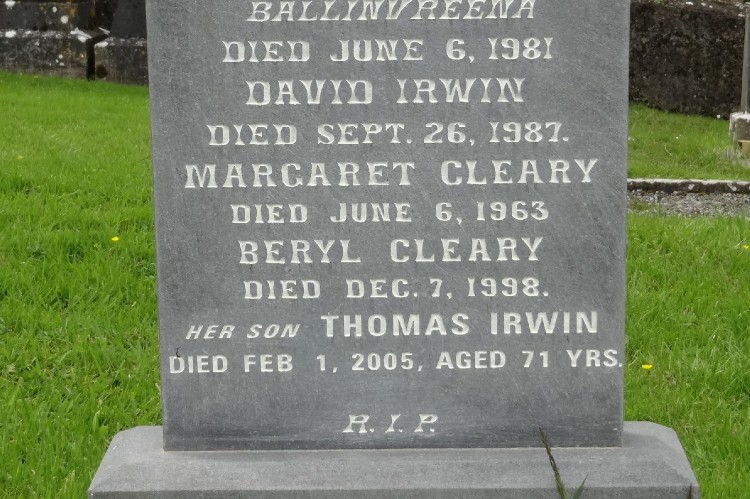 BALLINVREENA
DIED JUNE 6, 1981
DAVID IRWIN
DIED SEPT. 26, 1987.
MARGARET CLEARY
DIED JUNE 6, 1963
BERYL CLEARY
DIED DEC. 7, 1998.
HER SON THOMAS IRWIN
DIED FEB 1, 2005, AGED 71 YRS.
R.I.P.